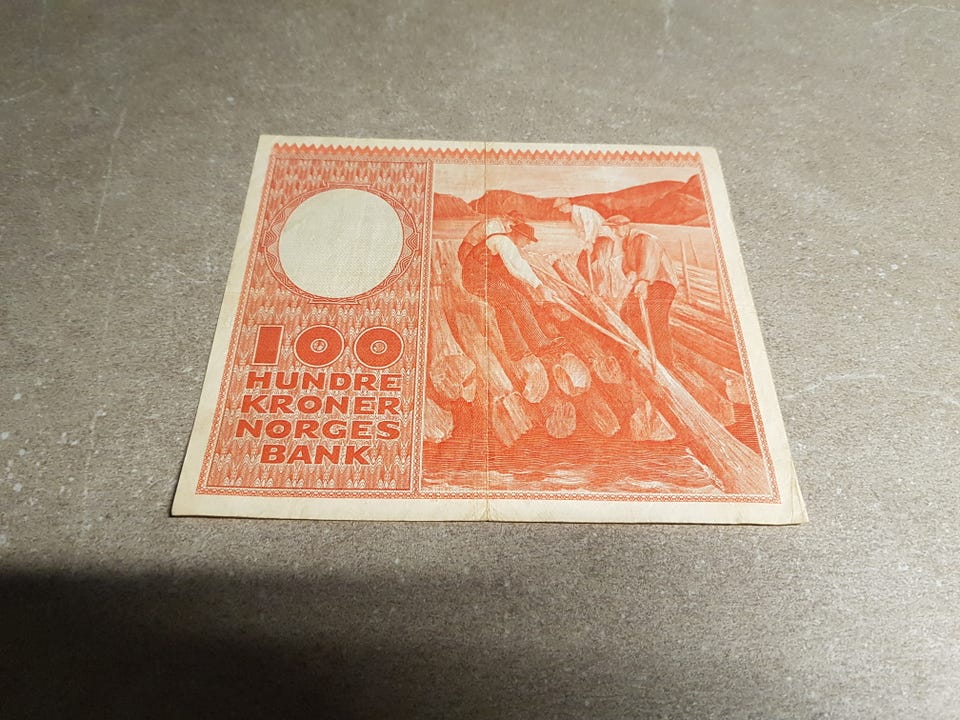 100
HUNDRE
KRONER
NORGES
BANK